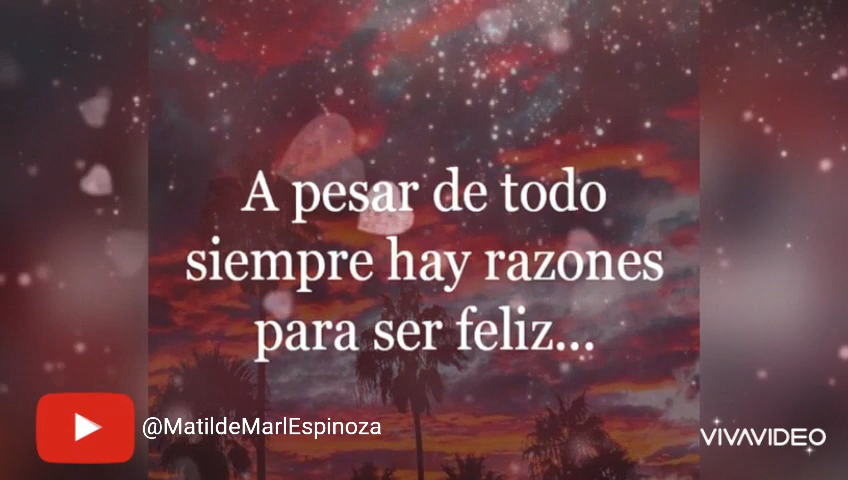 A pesar de todo
siempre hay razones
para ser feliz...
@MatildeMarlEspinoza
VIVAVIDEO